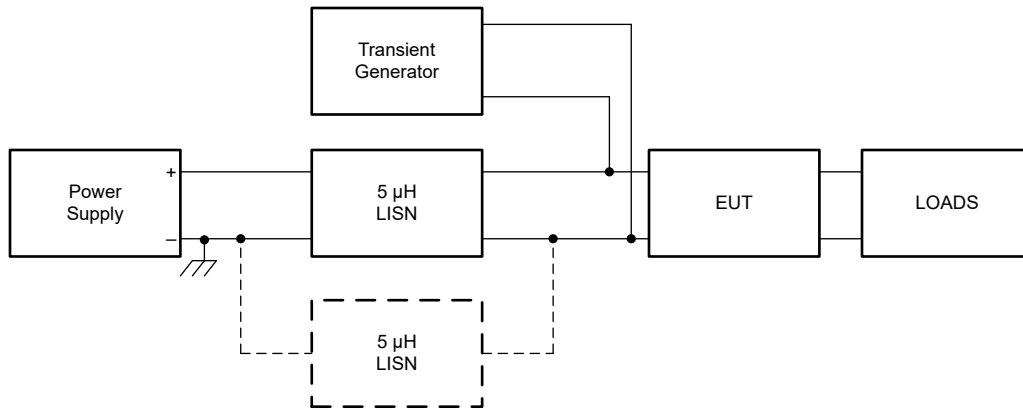 Transient
Generator
Power
Supply
+
–
5 µH
LISN
EUT
LOADS
5 µH
LISN